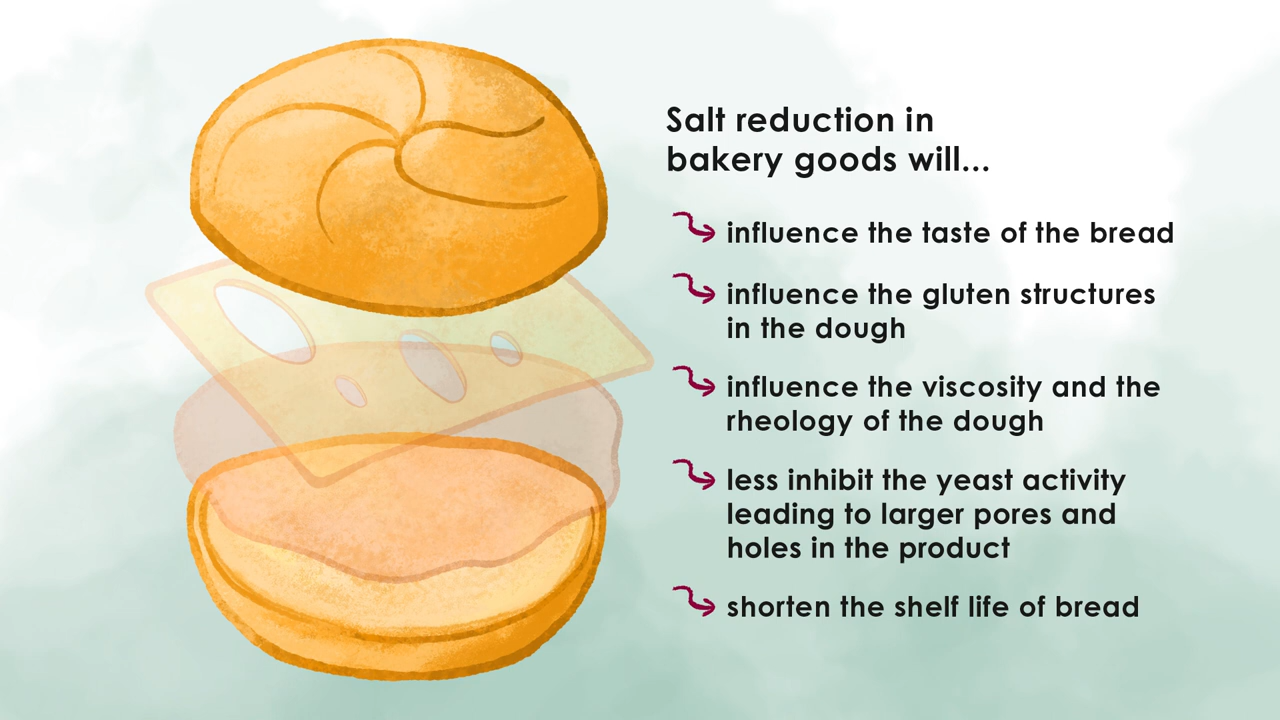 Salt reduction in
bakery goods will...
influence the taste of the bread
influence the gluten structures
in the dough
influence the viscosity and the
rheology of the dough
less inhibit the yeast activity
leading to larger pores and
holes in the product
shorten the shelf life of bread